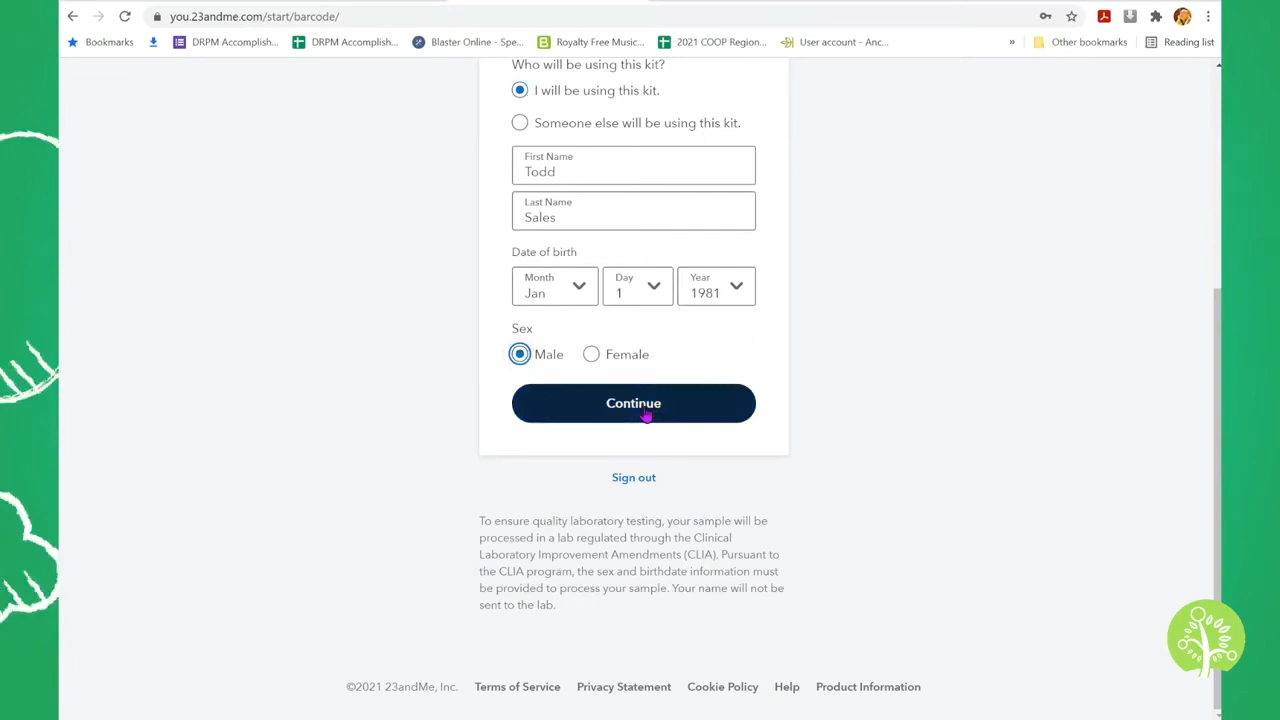 you.23andme.com/start/barcode/
Bookmarks
DRPM Accomplish...
DRPM Accomplish...
Blaster Online - Spe...
Royalty Free Music...
2021 COOP Region...
User account - Anc...
»
Other bookmarks
Reading list
Who will be using this kit?
I will be using this kit.
Someone else will be using this kit.
First Name
Todd
Last Name
Sales
Date of birth
Month
Jan
Day
1
Year
1981
Sex
Male
Female
Continue
Sign out
To ensure quality laboratory testing, your sample will be
processed in a lab regulated through the Clinical
Laboratory Improvement Amendments (CLIA). Pursuant to
the CLIA program, the sex and birthdate information must
be provided to process your sample. Your name will not be
sent to the lab.
©2021 23andMe, Inc.
Terms of Service
Privacy Statement
Cookie Policy
Help
Product Information